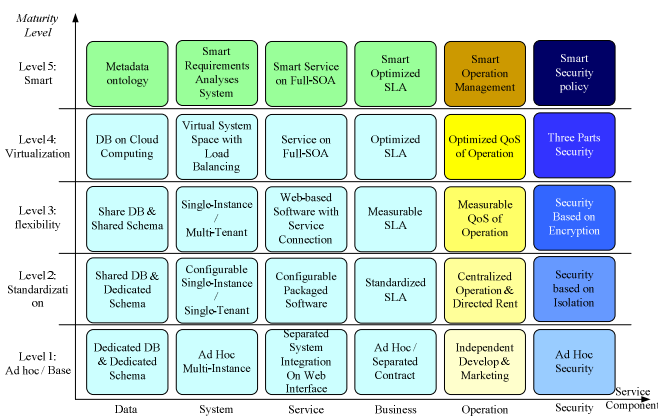 Maturity
Level
Level 5:
Smart
Metadata
ontology
Smart
Requirements
Analyses
System
Smart Service
on Full-SOA
Smart
Optimized
SLA
Smart
Operation
Management
Smart
Security
policy
Level 4:
Virtualization
DB on Cloud
Computing
Virtual System
Space with
Load
Balancing
Service on
Full-SOA
Optimized
SLA
Optimized QoS
of Operation
Three Parts
Security
Level 3:
flexibility
Share DB &
Shared Schema
Single-Instance
/
Multi-Tenant
Web-based
Software with
Service
Connection
Measurable
SLA
Measurable
QoS of
Operation
Security
Based on
Encryption
Level 2:
Standardizati
on
Shared DB &
Dedicated
Schema
Configurable
Single-Instance
/
Single-Tenant
Configurable
Packaged
Software
Standardized
SLA
Centralized
Operation &
Directed Rent
Security
based on
Isolation
Level 1:
Ad hoc / Base
Dedicated DB
& Dedicated
Schema
Ad Hoc
Multi-Instance
Separated
System
Integration
On Web
Interface
Ad Hoc /
Separated
Contract
Independent
Develop &
Marketing
Ad Hoc
Security
Service
Component
Data
System
Service
Business
Operation
Security